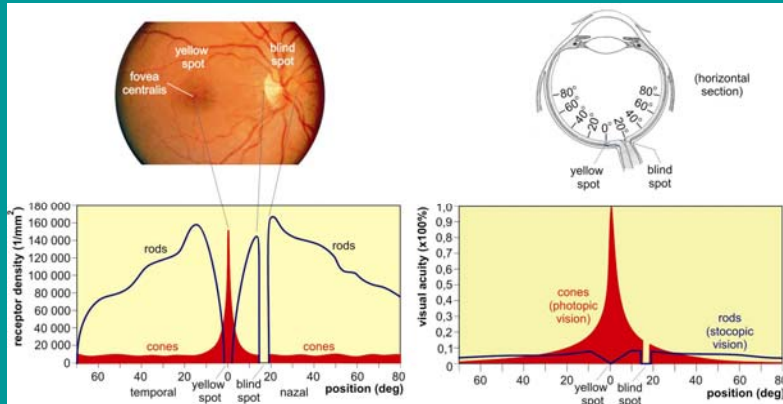 yellow
spot
blind
spot
fovea
centralis
80°
60°
40°
20°
0°
20°
40°
60°
80°
(horizontal
section)
yellow
spot
blind
spot
receptor density (1/mm²)
180 000
160 000
140 000
120 000
100 000
80 000
60 000
40 000
20 000
0
rods
rods
cones
cones
60
40
20
0
20
40
60
80
temporal
yellow
spot
blind
spot
nazal
position (deg)
visual acuity (x100%)
1,0
0,9
0,8
0,7
0,6
0,5
0,4
0,3
0,2
0,1
0
cones
(photopic
vision)
rods
(stocopic
vision)
60
40
20
0
20
40
60
80
yellow
spot
blind
spot
position (deg)